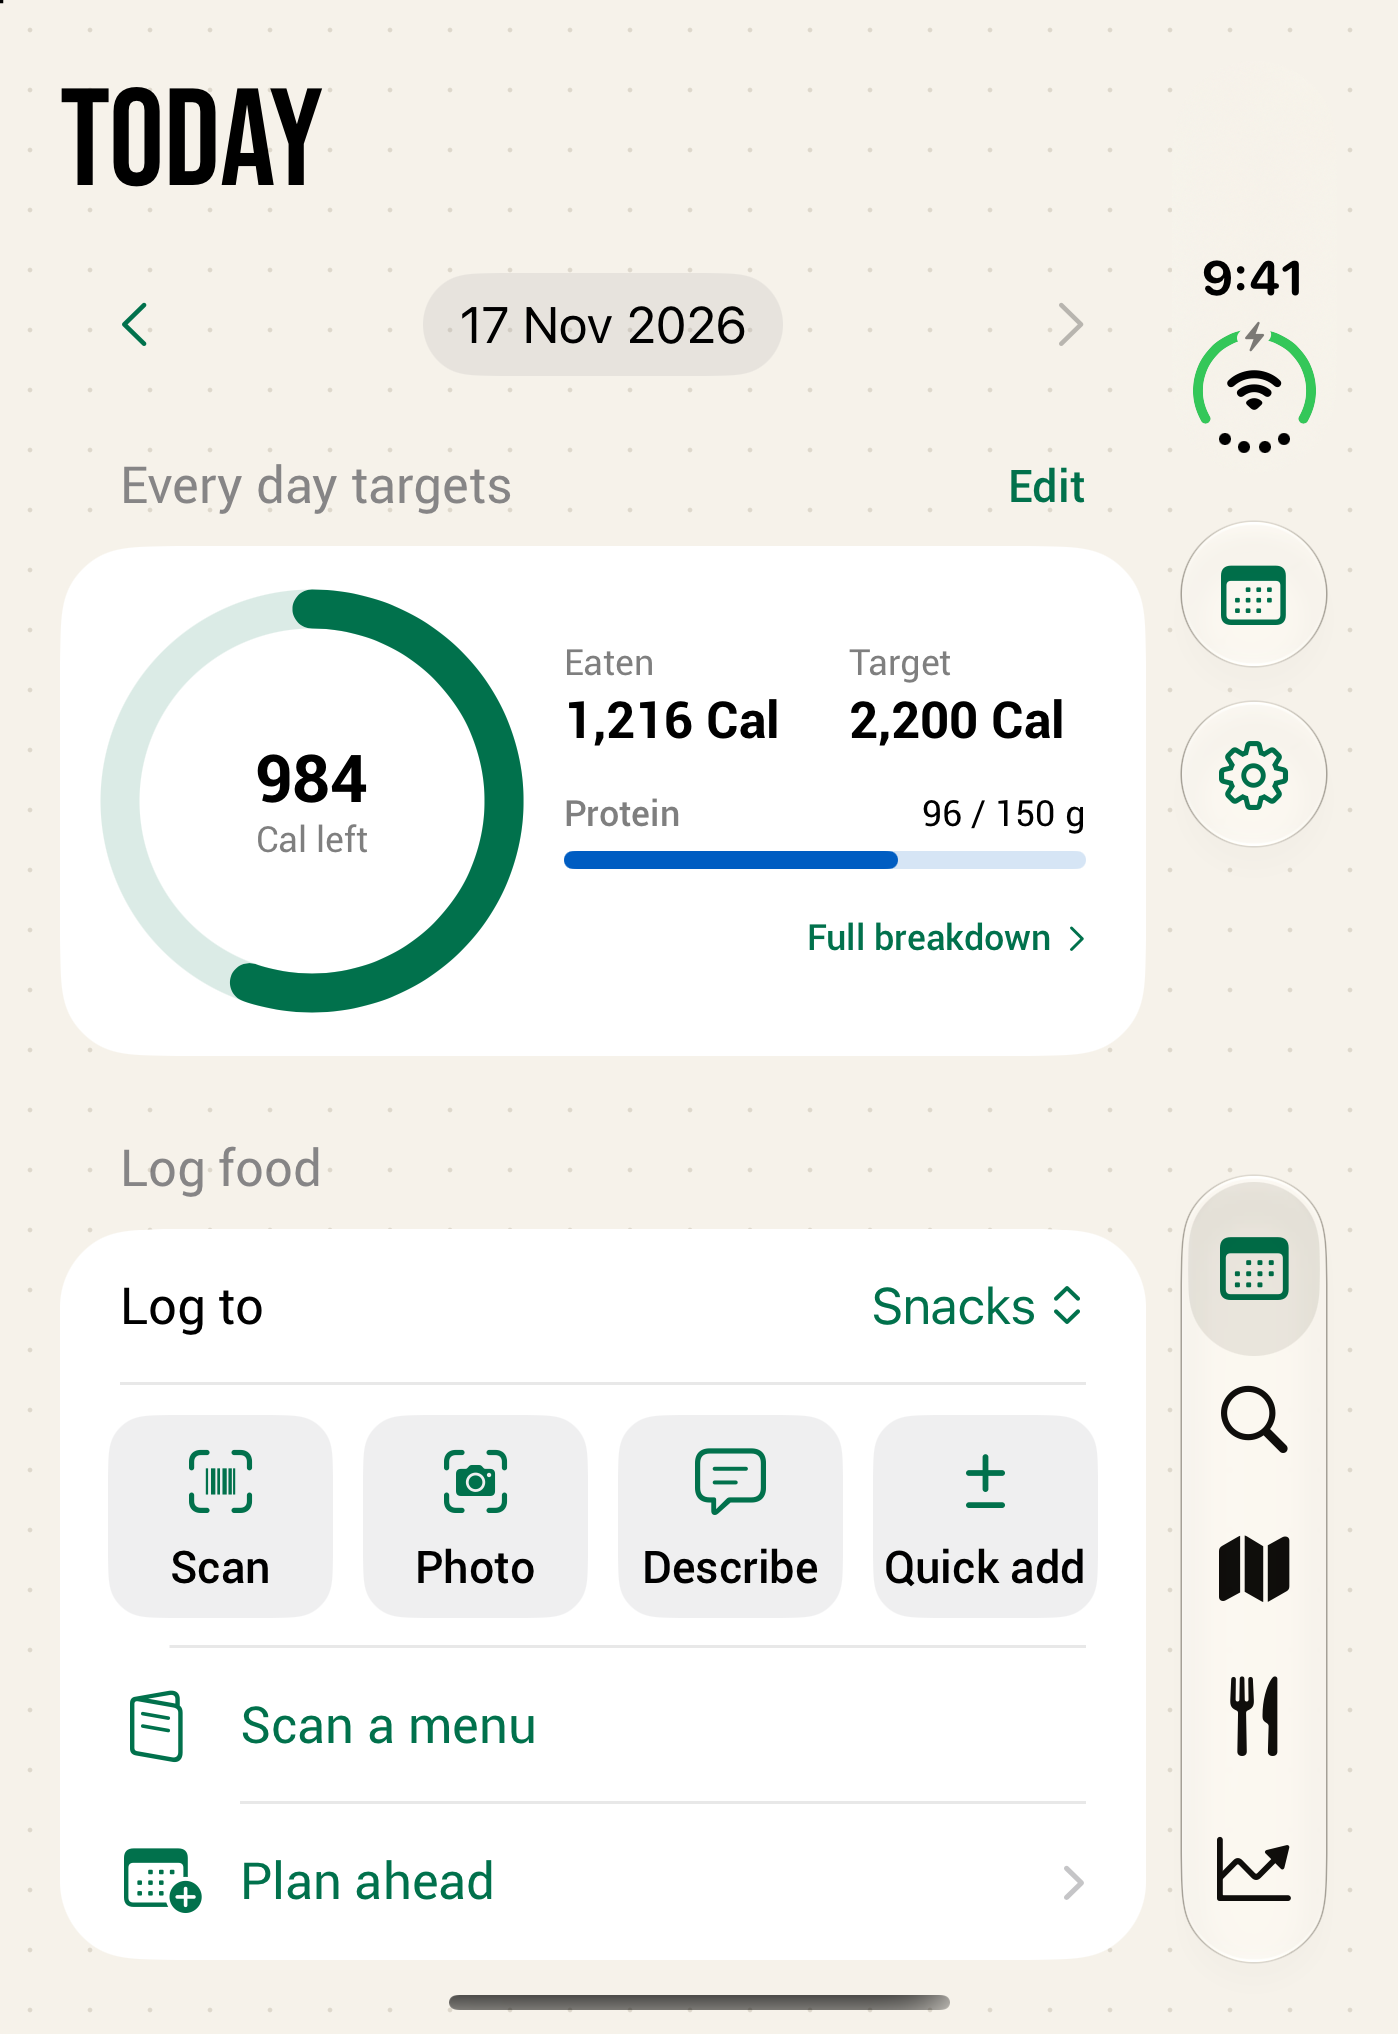 TODAY
17 Nov 2026
9:41
Every day targets
Edit
984
Cal left
Eaten
1,216 Cal
Target
2,200 Cal
Protein
96 / 150 g
Full breakdown
Log food
Log to
Snacks
Scan
Photo
Describe
Quick add
Scan a menu
Plan ahead